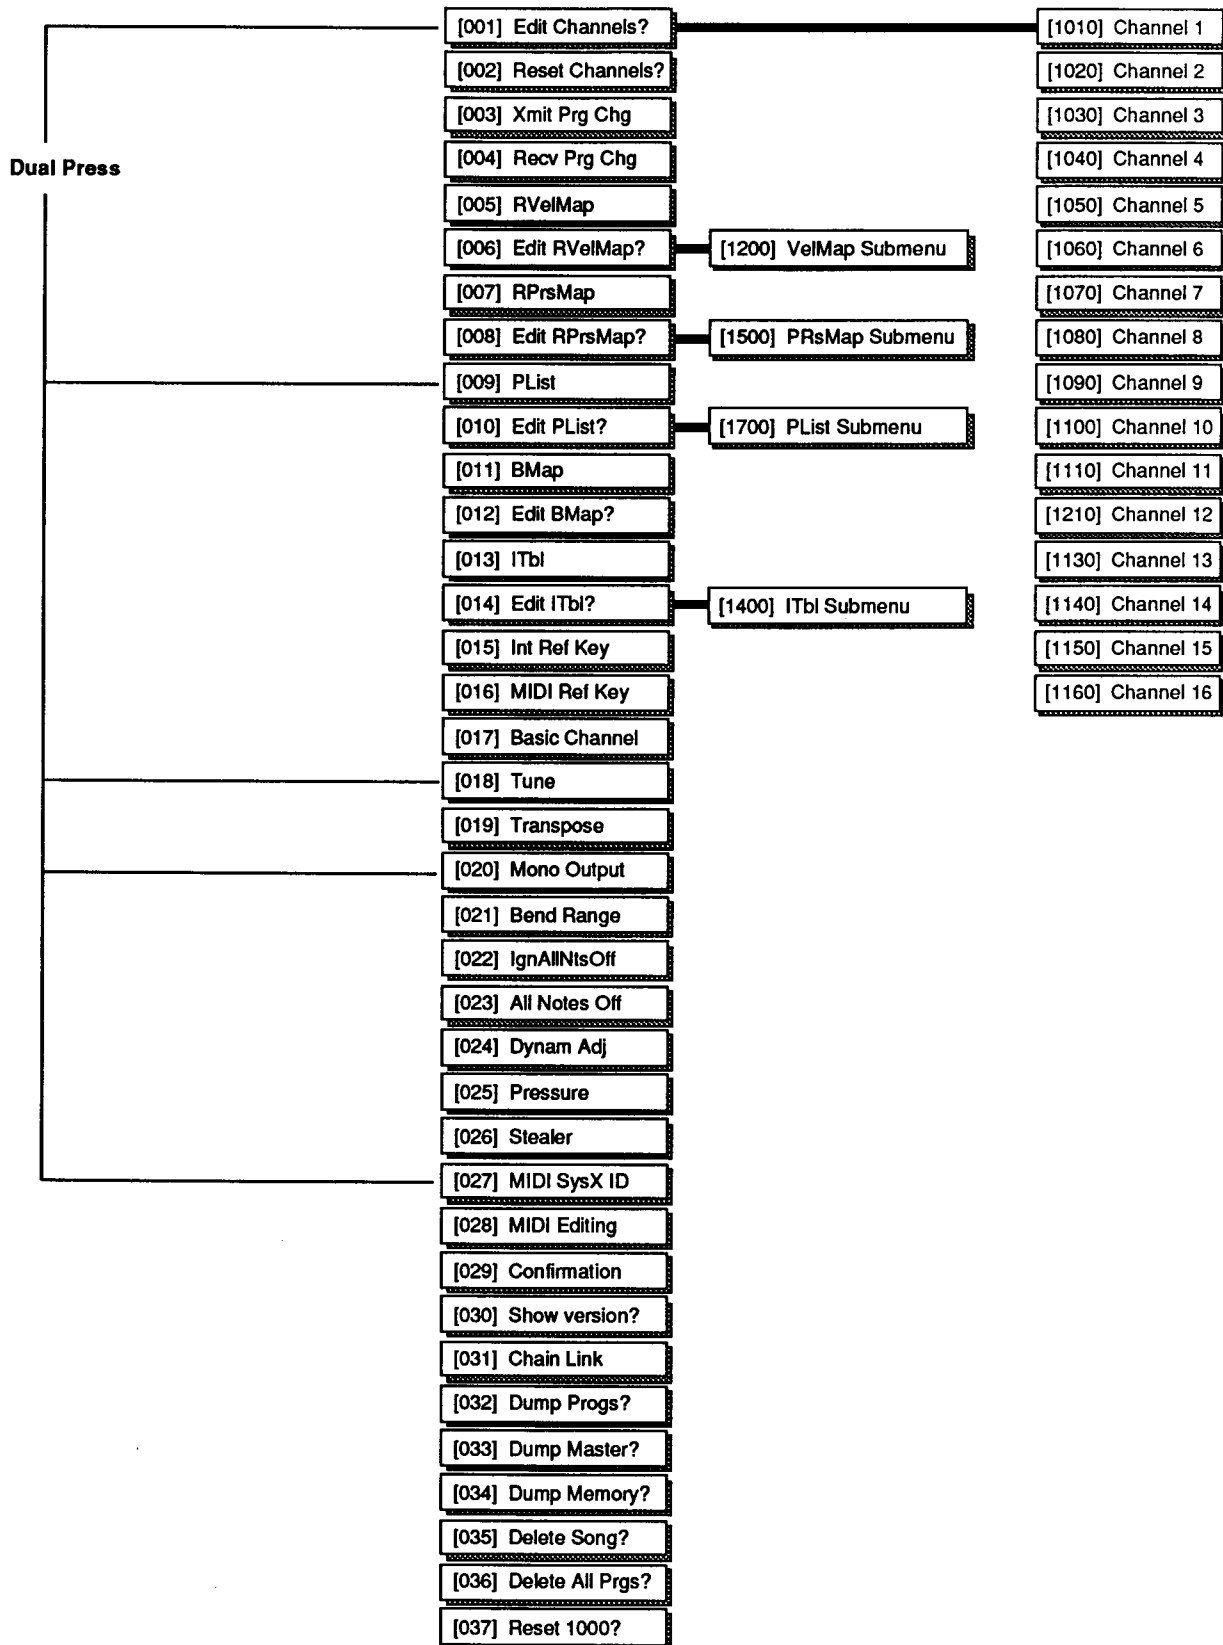 Dual Press
[001] Edit Channels?
[002] Reset Channels?
[003] Xmit Prg Chg
[004] Recv Prg Chg
[005] RVelMap
[006] Edit RVelMap?
[007] RPrsMap
[008] Edit RPrsMap?
[009] PList
[010] Edit PList?
[011] BMap
[012] Edit BMap?
[013] ITbl
[014] Edit ITbl?
[015] Int Ref Key
[016] MIDI Ref Key
[017] Basic Channel
[018] Tune
[019] Transpose
[020] Mono Output
[021] Bend Range
[022] IgnAllNtsOff
[023] All Notes Off
[024] Dynam Adj
[025] Pressure
[026] Stealer
[027] MIDI SysX ID
[028] MIDI Editing
[029] Confirmation
[030] Show version?
[031] Chain Link
[032] Dump Progs?
[033] Dump Master?
[034] Dump Memory?
[035] Delete Song?
[036] Delete All Prgs?
[037] Reset 1000?
[1200] VelMap Submenu
[1500] PRsMap Submenu
[1700] PList Submenu
[1400] ITbl Submenu
[1010] Channel 1
[1020] Channel 2
[1030] Channel 3
[1040] Channel 4
[1050] Channel 5
[1060] Channel 6
[1070] Channel 7
[1080] Channel 8
[1090] Channel 9
[1100] Channel 10
[1110] Channel 11
[1210] Channel 12
[1130] Channel 13
[1140] Channel 14
[1150] Channel 15
[1160] Channel 16